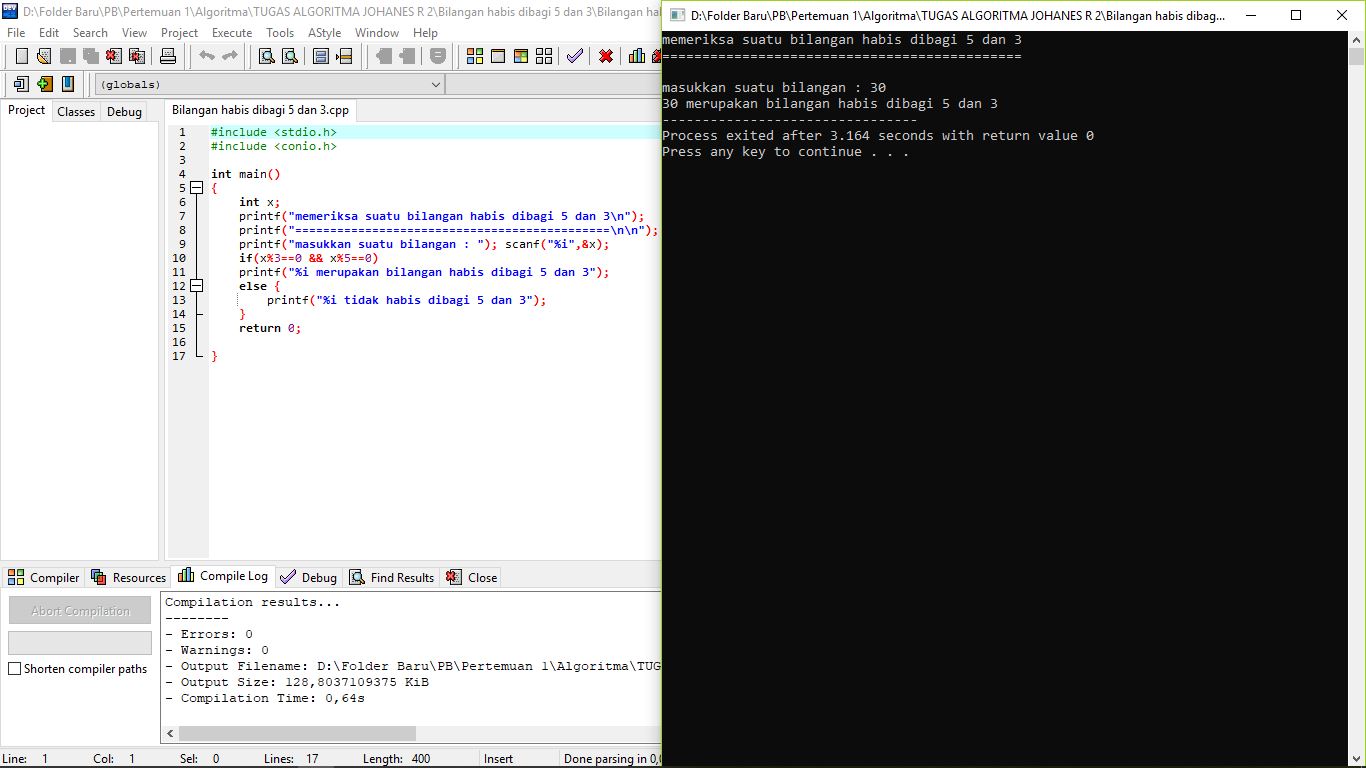 D:\Folder Baru\PB\Pertemuan 1\Algoritma\TUGAS ALGORITMA JOHANES R 2\Bilangan habis dibagi 5 dan 3\Bilangan hab
File Edit Search View Project Execute Tools AStyle Window Help
(globals)
Project Classes Debug
Bilangan habis dibagi 5 dan 3.cpp
1 #include <stdio.h>
2 #include <conio.h>
3
4 int main()
5 {
6 int x;
7 printf("memeriksa suatu bilangan habis dibagi 5 dan 3\n");
8 printf("=============================================\n\n");
9 printf("masukkan suatu bilangan : "); scanf("%i",&x);
10 if(x%3==0 && x%5==0)
11 printf("%i merupakan bilangan habis dibagi 5 dan 3");
12 else {
13 printf("%i tidak habis dibagi 5 dan 3");
14 }
15 return 0;
16
17 }
Compiler Resources Compile Log Debug Find Results Close
Abort Compilation
Shorten compiler paths
Compilation results...
--------
- Errors: 0
- Warnings: 0
- Output Filename: D:\Folder Baru\PB\Pertemuan 1\Algoritma\TUG
- Output Size: 128,8037109375 KiB
- Compilation Time: 0,64s
Line: 1 Col: 1 Sel: 0 Lines: 17 Length: 400 Insert Done parsing in 0,0
D:\Folder Baru\PB\Pertemuan 1\Algoritma\TUGAS ALGORITMA JOHANES R 2\Bilangan habis dibag...
memeriksa suatu bilangan habis dibagi 5 dan 3
=============================================
masukkan suatu bilangan : 30
30 merupakan bilangan habis dibagi 5 dan 3
--------------------------------
Process exited after 3.164 seconds with return value 0
Press any key to continue . . .